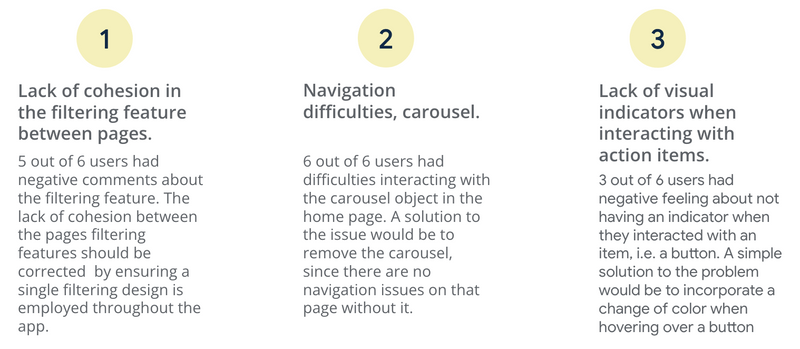 1
Lack of cohesion in
the filtering feature
between pages.
5 out of 6 users had
negative comments about
the filtering feature. The
lack of cohesion between
the pages filtering
features should be
corrected  by ensuring a
single filtering design is
employed throughout the
app.
2
Navigation
difficulties, carousel.
6 out of 6 users had
difficulties interacting with
the carousel object in the
home page. A solution to
the issue would be to
remove the carousel,
since there are no
navigation issues on that
page without it.
3
Lack of visual
indicators when
interacting with
action items.
3 out of 6 users had
negative feeling about not
having an indicator when
they interacted with an
item, i.e. a button. A simple
solution to the problem
would be to incorporate a
change of color when
hovering over a button